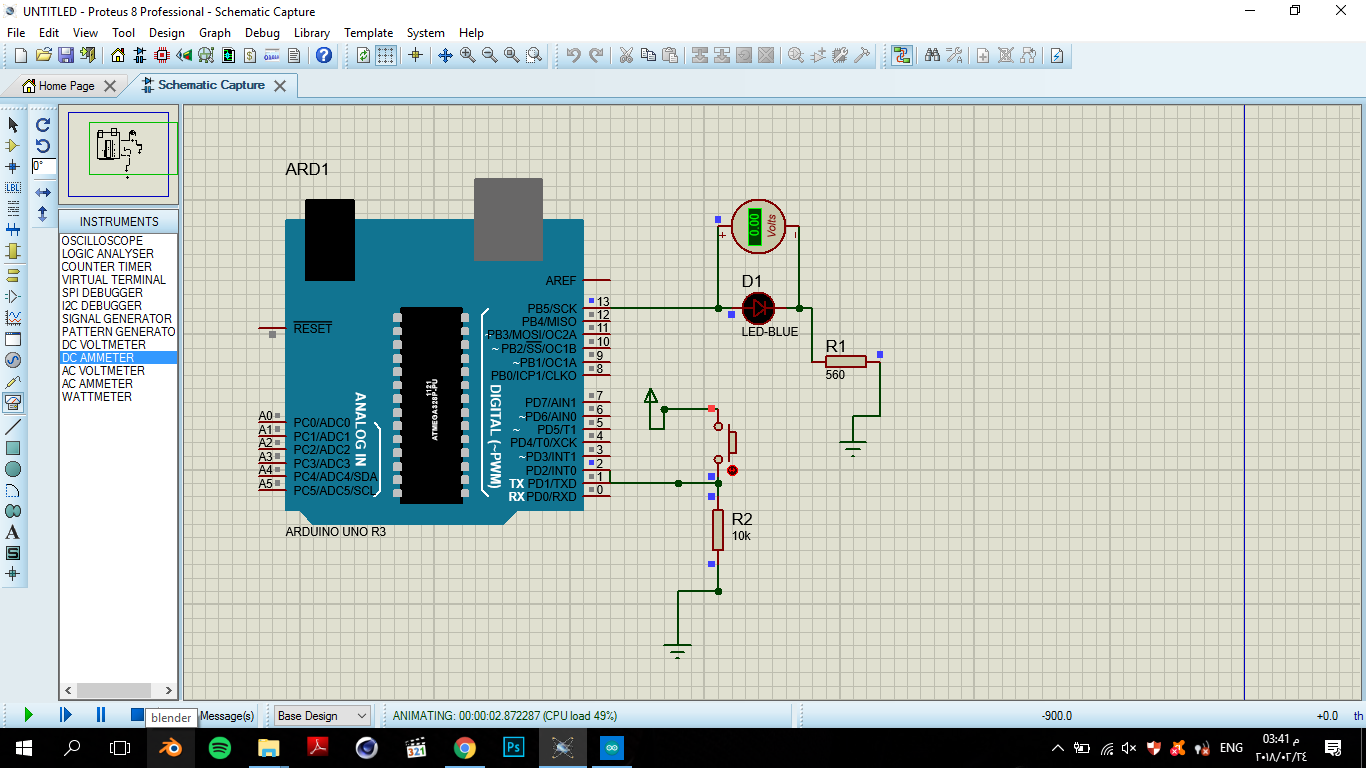 UNTITLED - Proteus 8 Professional - Schematic Capture
File Edit View Tool Design Graph Debug Library Template System Help
Home Page
Schematic Capture
0°
LBL
INSTRUMENTS
OSCILLOSCOPE
LOGIC ANALYSER
COUNTER TIMER
VIRTUAL TERMINAL
SPI DEBUGGER
I2C DEBUGGER
SIGNAL GENERATOR
PATTERN GENERATO
DC VOLTMETER
DC AMMETER
AC VOLTMETER
AC AMMETER
WATTMETER
A
S
ARD1
RESET
AREF
PB5/SCK 13
PB4/MISO 12
PB3/MOSI/OC2A 11
~ PB2/SS/OC1B 10
~ PB1/OC1A 9
PB0/ICP1/CLKO 8
PD7/AIN1 7
~ PD6/AIN0 6
~ PD5/T1 5
PD4/T0/XCK 4
~ PD3/INT1 3
PD2/INT0 2
TX PD1/TXD 1
RX PD0/RXD 0
A0 PC0/ADC0
A1 PC1/ADC1
A2 PC2/ADC2
A3 PC3/ADC3
A4 PC4/ADC4/SDA
A5 PC5/ADC5/SCL
ANALOG IN
ATMEGA328P-PU
1121
DIGITAL (~PWM)
ARDUINO UNO R3
0.00
Volts
+ -
D1
LED-BLUE
R1
560
R2
10k
blender
Message(s)
Base Design
ANIMATING: 00:00:02.872287 (CPU load 49%)
-900.0
+0.0
th
321
Ps
ENG
03:41 م
٢٠١٨/٠٢/٢٤